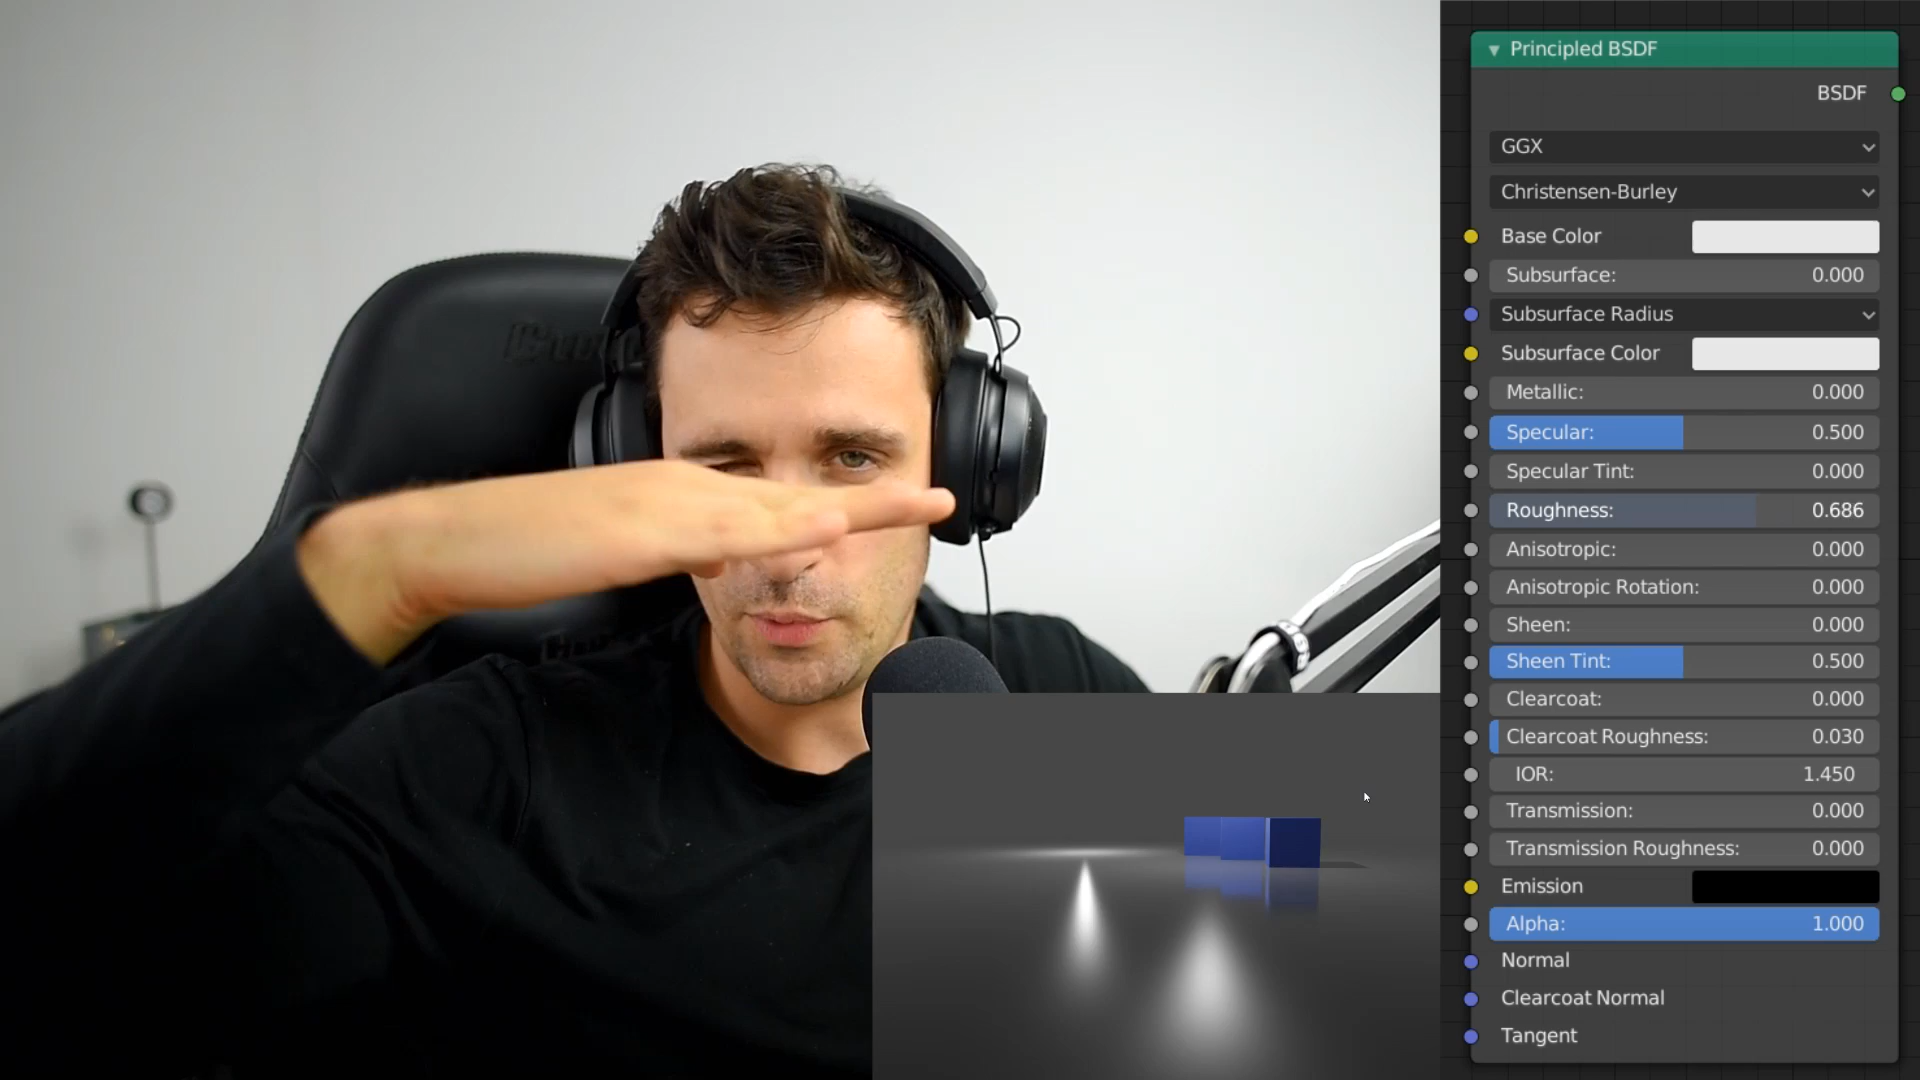 Principled BSDF
BSDF
GGX
Christensen-Burley
Base Color
Subsurface: 0.000
Subsurface Radius
Subsurface Color
Metallic: 0.000
Specular: 0.500
Specular Tint: 0.000
Roughness: 0.686
Anisotropic: 0.000
Anisotropic Rotation: 0.000
Sheen: 0.000
Sheen Tint: 0.500
Clearcoat: 0.000
Clearcoat Roughness: 0.030
IOR: 1.450
Transmission: 0.000
Transmission Roughness: 0.000
Emission
Alpha: 1.000
Normal
Clearcoat Normal
Tangent